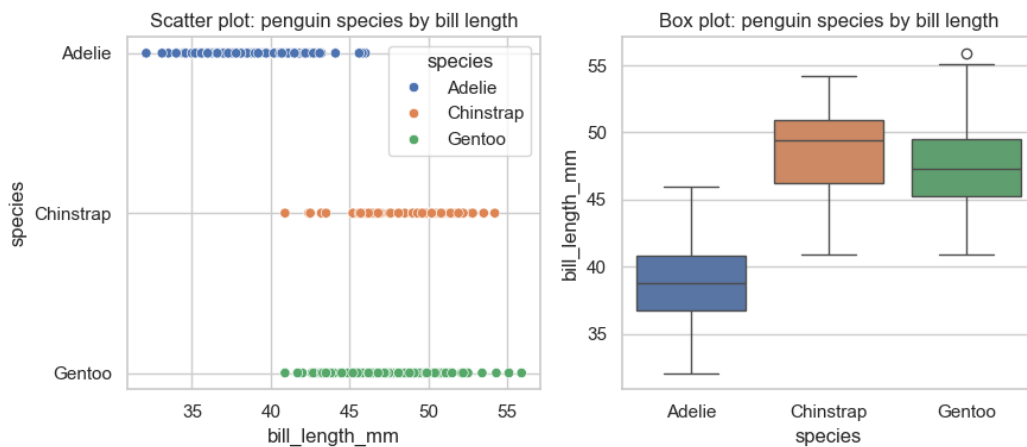 Scatter plot: penguin species by bill length
Adelie
Chinstrap
Gentoo
species
35
40
45
50
55
bill_length_mm
species
Adelie
Chinstrap
Gentoo
Box plot: penguin species by bill length
55
50
45
40
35
bill_length_mm
Adelie
Chinstrap
Gentoo
species